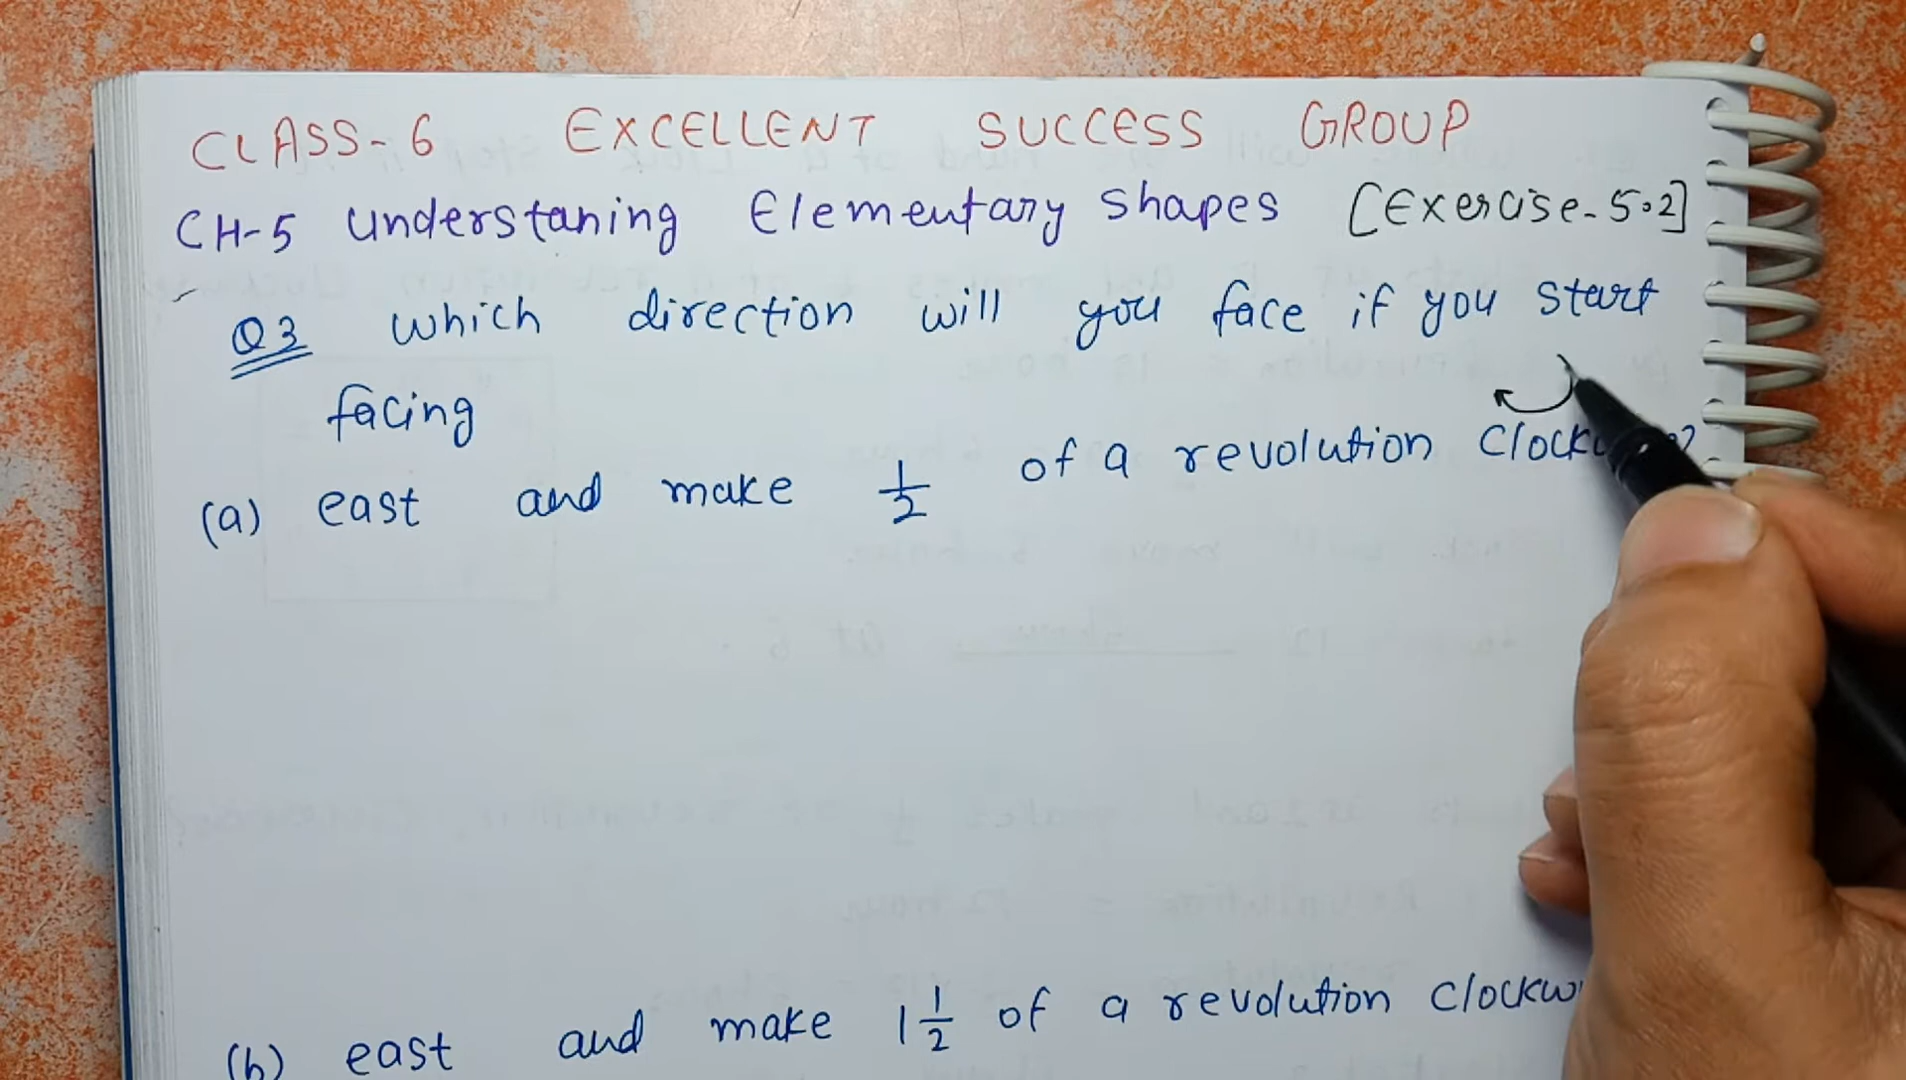 CLASS-6 EXCELLENT SUCCESS GROUP
CH-5 Understaning Elementary Shapes [Exercise-5.2]
Q3 which direction will you face if you start
facing
(a) east and make 1/2 of a revolution
(b) east and make 1 1/2 of a revolution